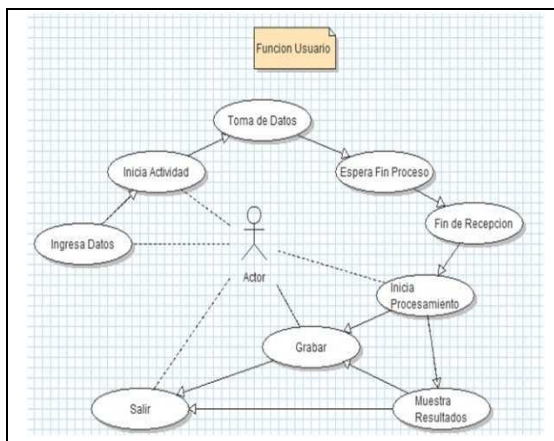 Funcion Usuario
Toma de Datos
Inicia Actividad
Espera Fin Proceso
Ingresa Datos
Fin de Recepcion
Actor
Inicia
Procesamiento
Grabar
Salir
Muestra
Resultados